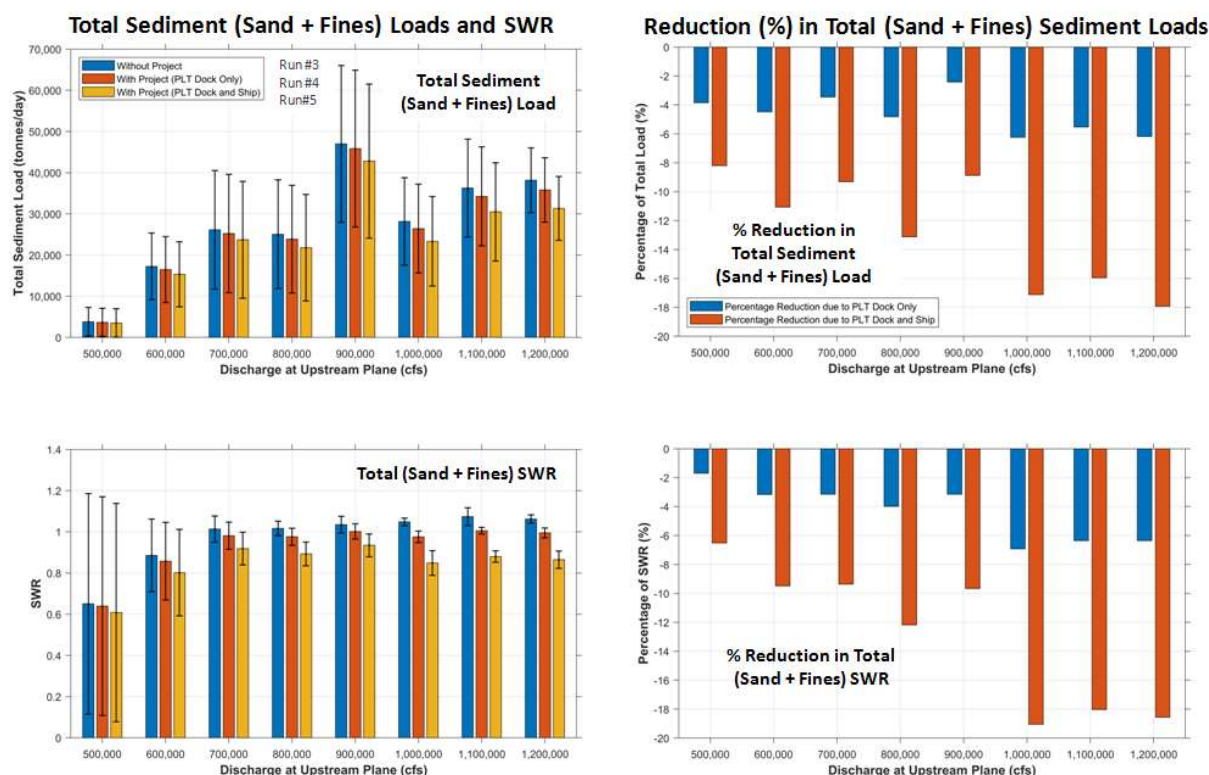 Total Sediment (Sand + Fines) Loads and SWR
70,000
60,000
50,000
40,000
30,000
20,000
10,000
0
Total Sediment Load (tonnes/day)
Without Project
With Project (PLT Dock Only)
With Project (PLT Dock and Ship)
Run #3
Run #4
Run#5
Total Sediment
(Sand + Fines) Load
500,000 600,000 700,000 800,000 900,000 1,000,000 1,100,000 1,200,000
Discharge at Upstream Plane (cfs)
Reduction (%) in Total (Sand + Fines) Sediment Loads
0
-2
-4
-6
-8
-10
-12
-14
-16
-18
-20
Percentage of Total Load (%)
% Reduction in
Total Sediment
(Sand + Fines) Load
Percentage Reduction due to PLT Dock Only
Percentage Reduction due to PLT Dock and Ship
500,000 600,000 700,000 800,000 900,000 1,000,000 1,100,000 1,200,000
Discharge at Upstream Plane (cfs)
1.4
1.2
1
0.8
0.6
0.4
0.2
0
SWR
Total (Sand + Fines) SWR
500,000 600,000 700,000 800,000 900,000 1,000,000 1,100,000 1,200,000
Discharge at Upstream Plane (cfs)
0
-2
-4
-6
-8
-10
-12
-14
-16
-18
-20
Percentage of SWR (%)
% Reduction in Total
(Sand + Fines) SWR
500,000 600,000 700,000 800,000 900,000 1,000,000 1,100,000 1,200,000
Discharge at Upstream Plane (cfs)